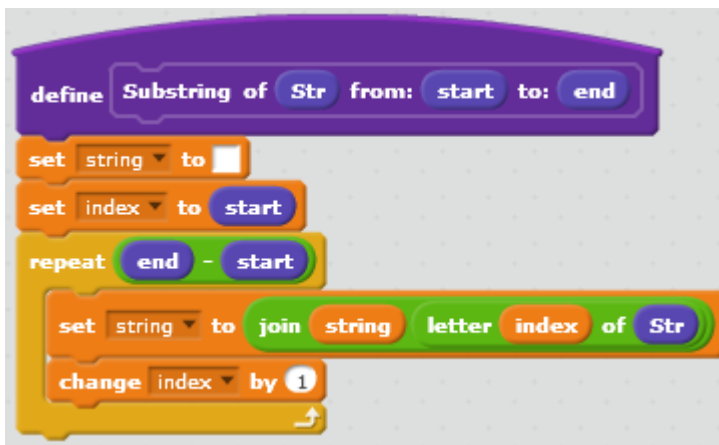 define Substring of Str from: start to: end
set string to
set index to start
repeat end - start
set string to join string letter index of Str
change index by 1